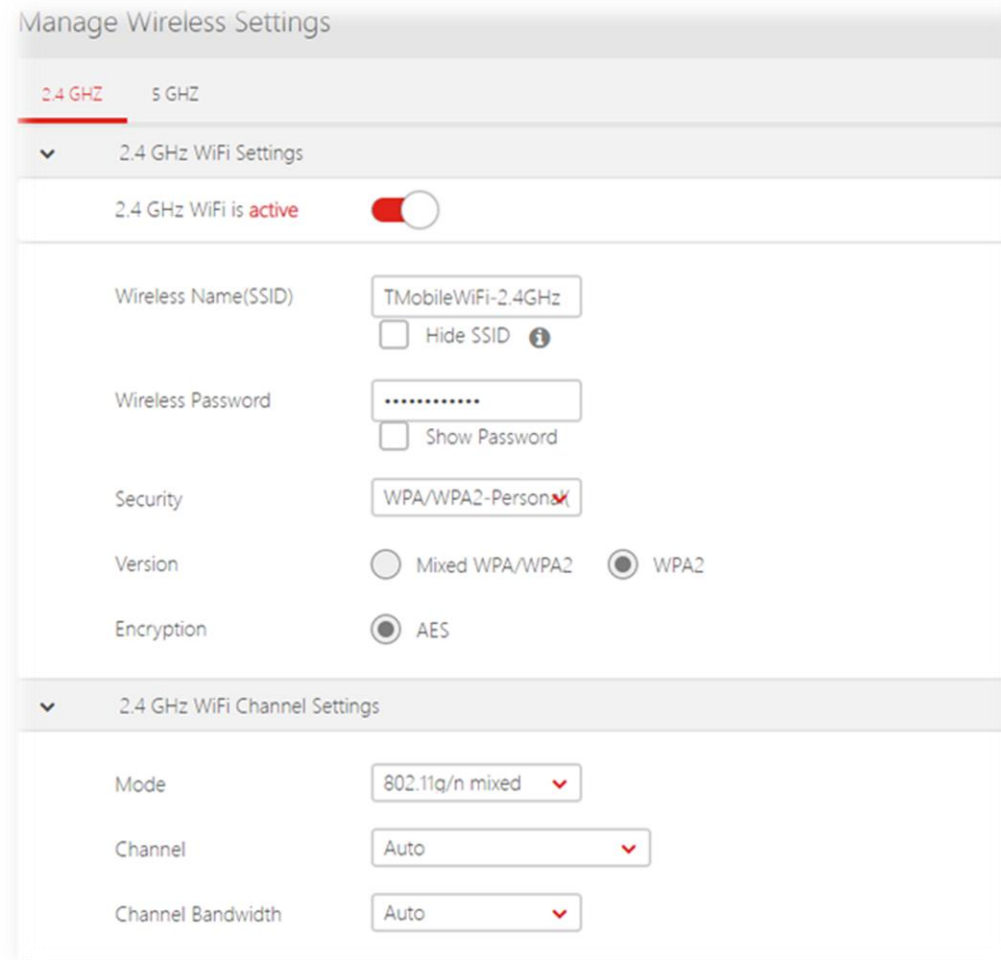 Manage Wireless Settings
2.4 GHZ 5 GHZ
2.4 GHz WiFi Settings
2.4 GHz WiFi is active
Wireless Name(SSID) TMobileWiFi-2.4GHz
Hide SSID
Wireless Password ••••••••••••
Show Password
Security WPA/WPA2-Personal(
Version Mixed WPA/WPA2 WPA2
Encryption AES
2.4 GHz WiFi Channel Settings
Mode 802.11g/n mixed
Channel Auto
Channel Bandwidth Auto